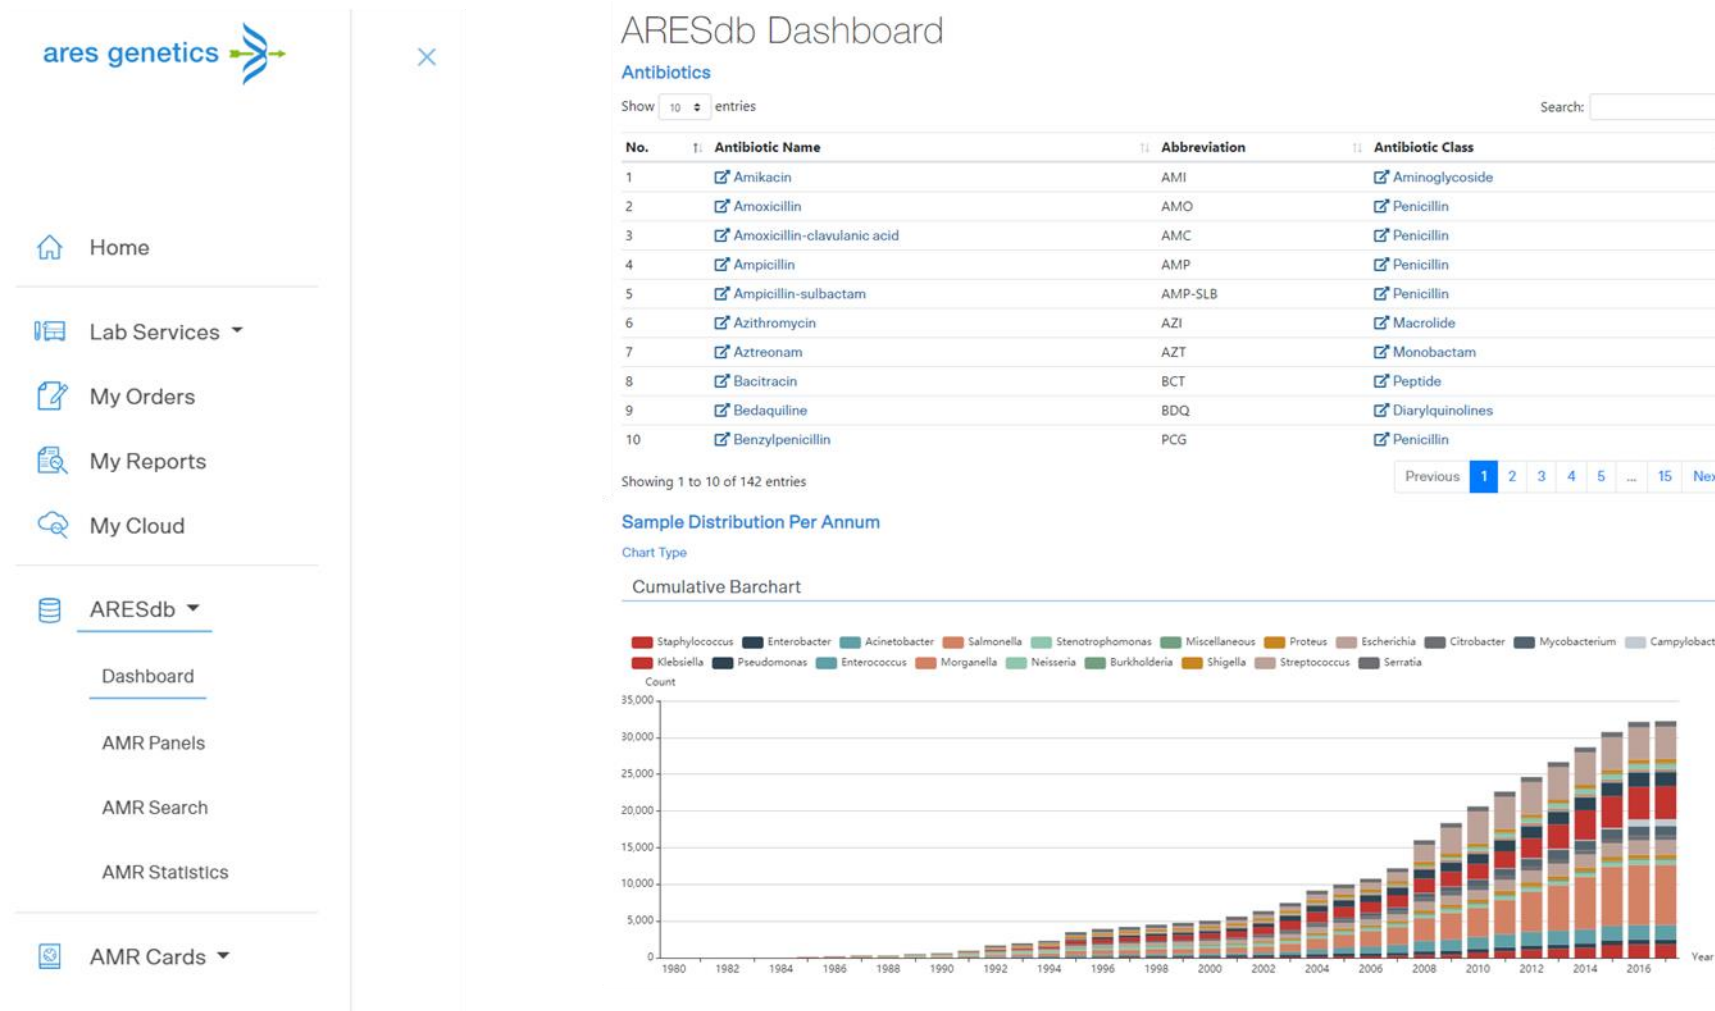 ares genetics
Home
Lab Services
My Orders
My Reports
My Cloud
ARESdb
Dashboard
AMR Panels
AMR Search
AMR Statistics
AMR Cards
ARESdb Dashboard
Antibiotics
Show 10 entries Search:
No. Antibiotic Name Abbreviation Antibiotic Class
1 Amikacin AMI Aminoglycoside
2 Amoxicillin AMO Penicillin
3 Amoxicillin-clavulanic acid AMC Penicillin
4 Ampicillin AMP Penicillin
5 Ampicillin-sulbactam AMP-SLB Penicillin
6 Azithromycin AZI Macrolide
7 Aztreonam AZT Monobactam
8 Bacitracin BCT Peptide
9 Bedaquiline BDQ Diarylquinolines
10 Benzylpenicillin PCG Penicillin
Showing 1 to 10 of 142 entries Previous 1 2 3 4 5 ... 15 Nex
Sample Distribution Per Annum
Chart Type
Cumulative Barchart
Staphylococcus Enterobacter Acinetobacter Salmonella Stenotrophomonas Miscellaneous Proteus Escherichia Citrobacter Mycobacterium Campylobact
Klebsiella Pseudomonas Enterococcus Morganella Neisseria Burkholderia Shigella Streptococcus Serratia
Count
35,000
30,000
25,000
20,000
15,000
10,000
5,000
0
1980 1982 1984 1986 1988 1990 1992 1994 1996 1998 2000 2002 2004 2006 2008 2010 2012 2014 2016 Year